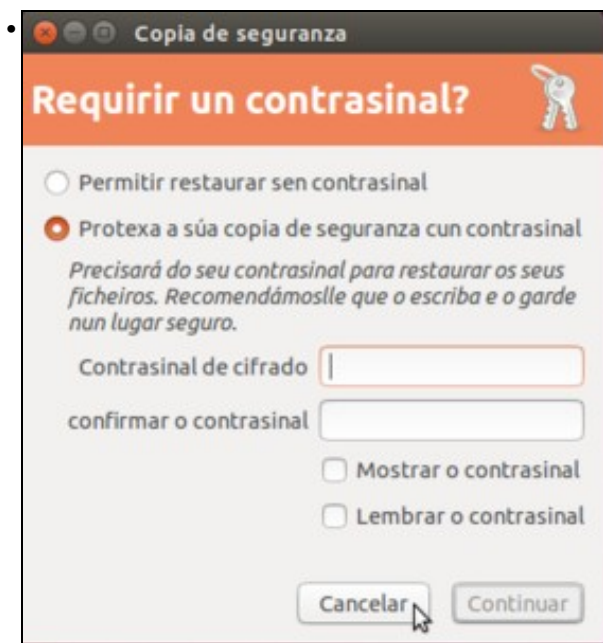 Copia de seguranza
Requirir un contrasinal?
Permitir restaurar sen contrasinal
Protexa a súa copia de seguranza cun contrasinal
Precisará do seu contrasinal para restaurar os seus
ficheiros. Recomendámoslle que o escriba e o garde
nun lugar seguro.
Contrasinal de cifrado
confirmar o contrasinal
Mostrar o contrasinal
Lembrar o contrasinal
Cancelar Continuar